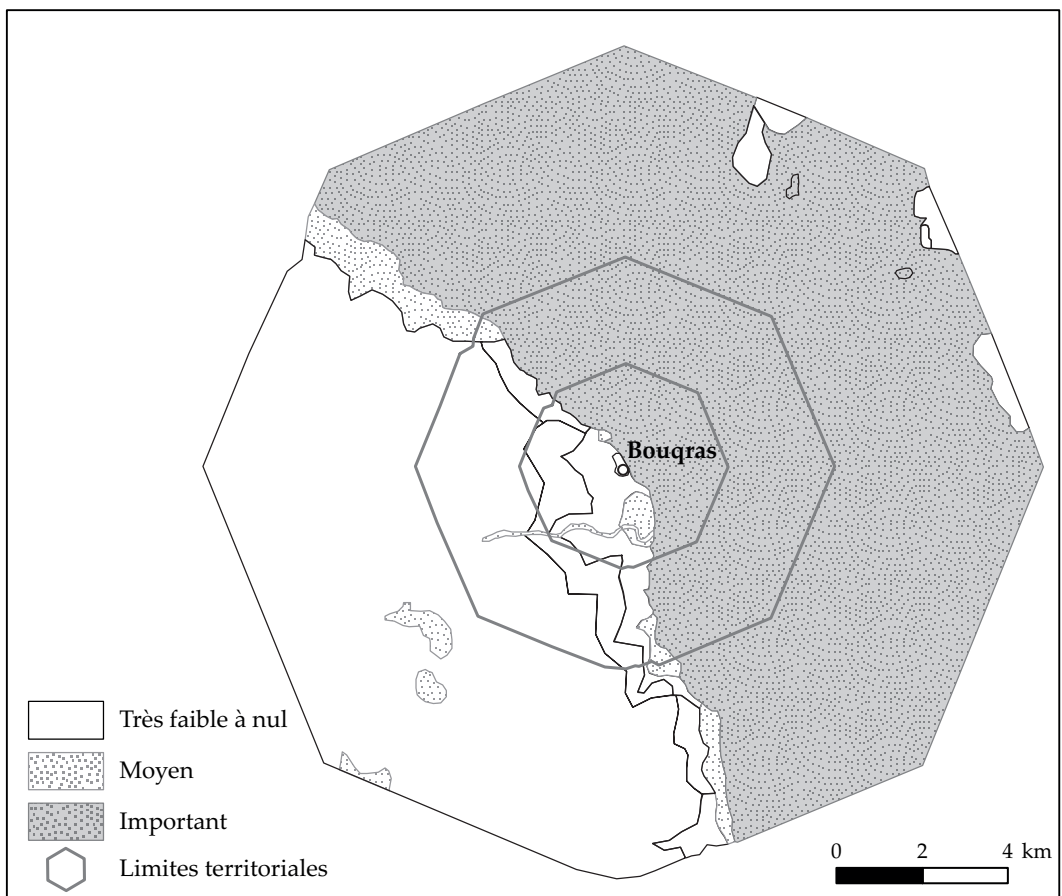 Bouqras
Très faible à nul
Moyen
Important
Limites territoriales
0 2 4 km